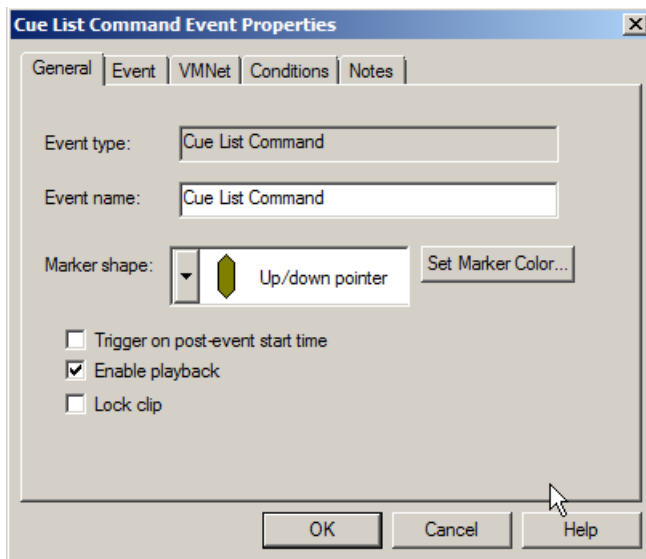 Cue List Command Event Properties
General Event VMNet Conditions Notes
Event type: Cue List Command
Event name: Cue List Command
Marker shape: Up/down pointer Set Marker Color...
Trigger on post-event start time
Enable playback
Lock clip
OK Cancel Help